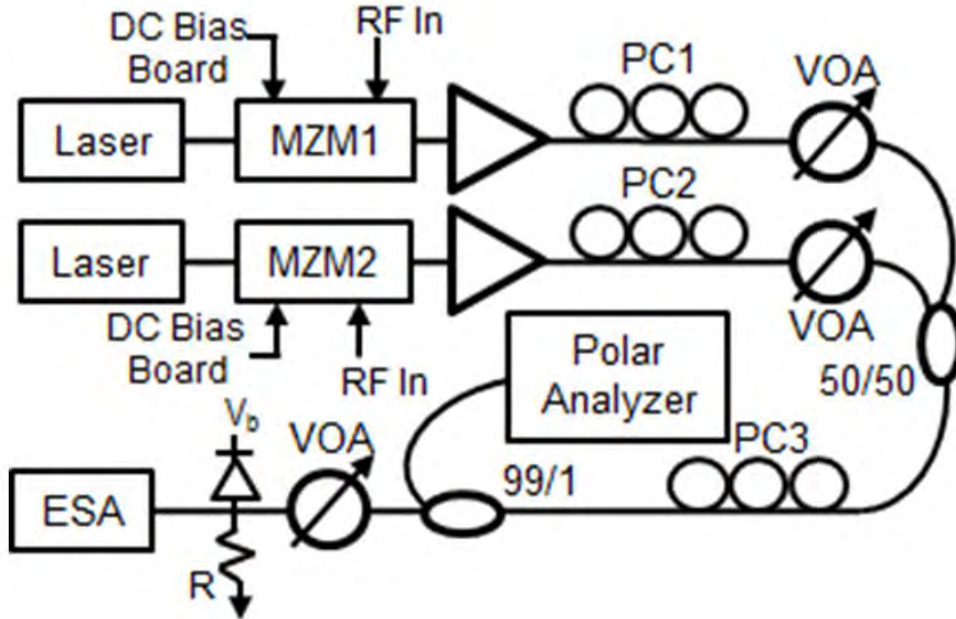 DC Bias
Board
RF In
PC1
VOA
Laser
MZM1
PC2
Laser
MZM2
VOA
DC Bias
Board
RF In
Polar
Analyzer
50/50
Vb
VOA
PC3
99/1
ESA
R